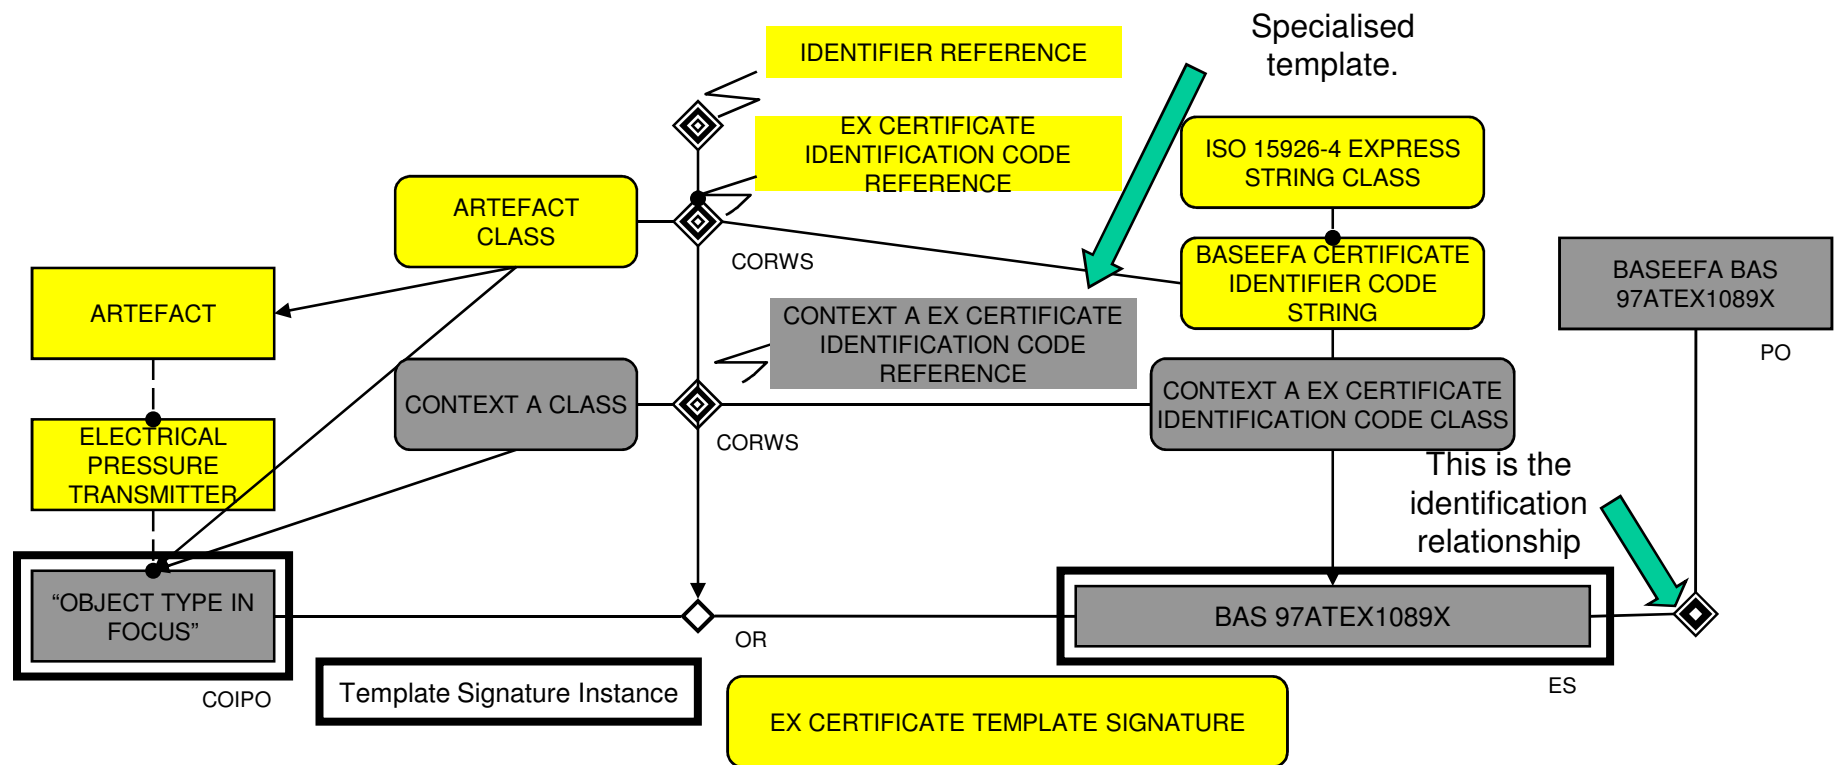 Specialised
template.
IDENTIFIER REFERENCE
EX CERTIFICATE
IDENTIFICATION CODE
REFERENCE
ISO 15926-4 EXPRESS
STRING CLASS
ARTEFACT
CLASS
CORWS
BASEEFA CERTIFICATE
IDENTIFIER CODE
STRING
BASEEFA BAS
97ATEX1089X
PO
ARTEFACT
CONTEXT A EX CERTIFICATE
IDENTIFICATION CODE
REFERENCE
CONTEXT A CLASS
CORWS
CONTEXT A EX CERTIFICATE
IDENTIFICATION CODE CLASS
ELECTRICAL
PRESSURE
TRANSMITTER
This is the
identification
relationship
“OBJECT TYPE IN
FOCUS”
COIPO
OR
BAS 97ATEX1089X
ES
Template Signature Instance
EX CERTIFICATE TEMPLATE SIGNATURE